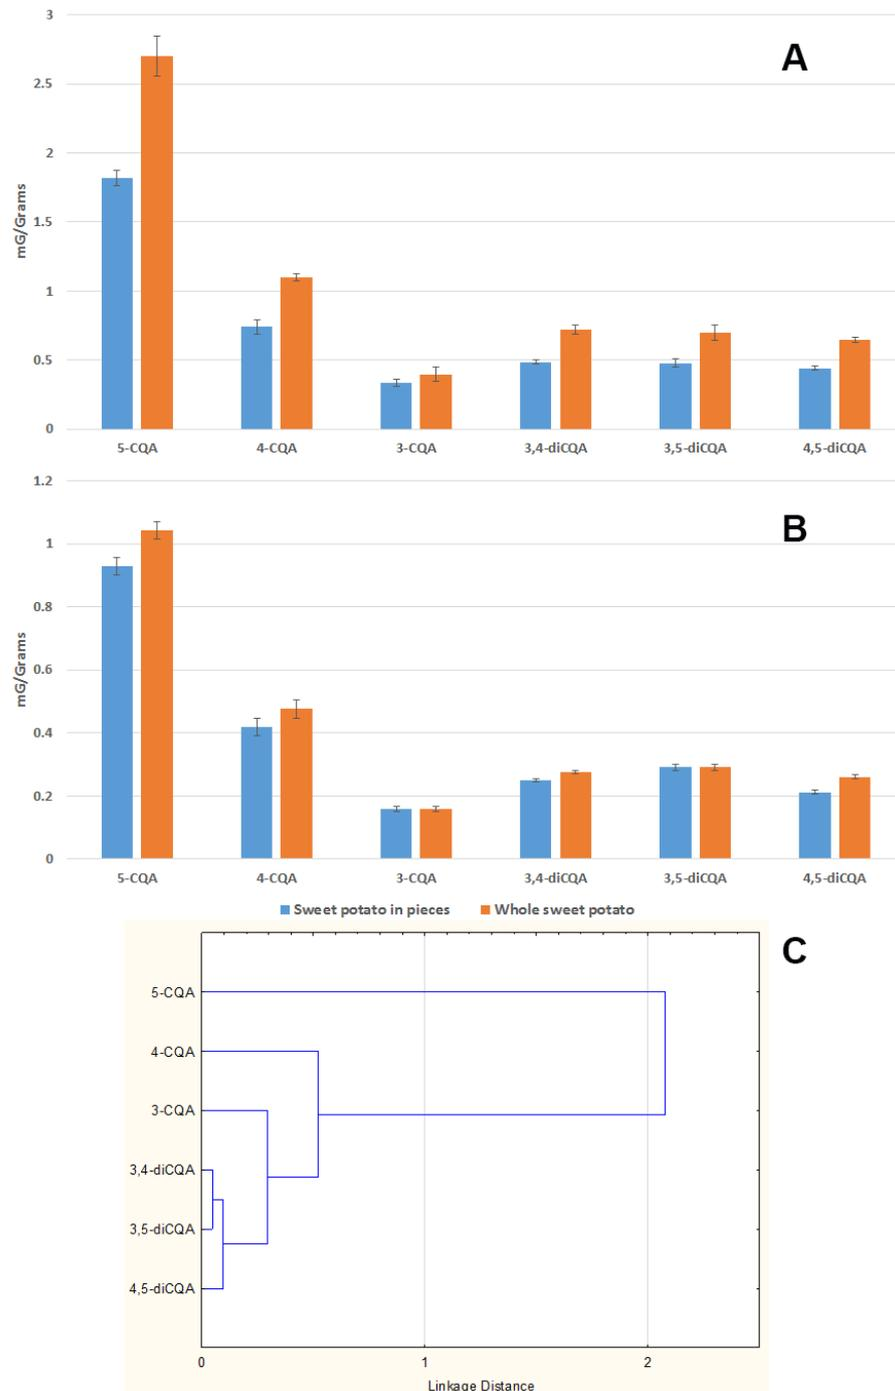 3
A
2.5
2
1.5
1
0.5
0
mG/Grams
5-CQA 4-CQA 3-CQA 3,4-diCQA 3,5-diCQA 4,5-diCQA
1.2
B
1
0.8
0.6
0.4
0.2
0
mG/Grams
5-CQA 4-CQA 3-CQA 3,4-diCQA 3,5-diCQA 4,5-diCQA
Sweet potato in pieces Whole sweet potato
C
5-CQA
4-CQA
3-CQA
3,4-diCQA
3,5-diCQA
4,5-diCQA
0 1 2
Linkage Distance